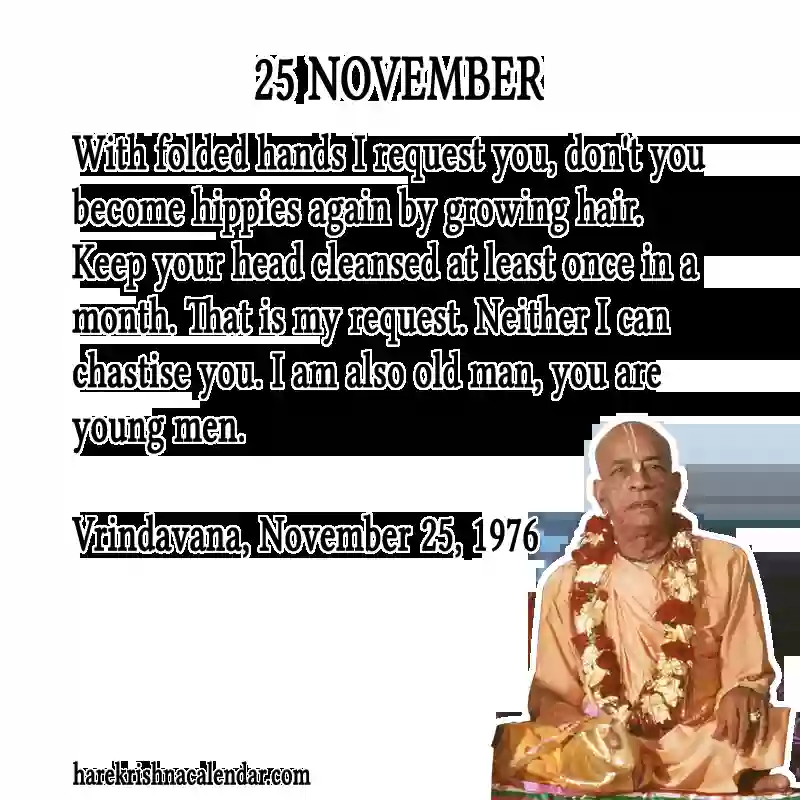 25 NOVEMBER
With folded hands I request you, don't you
become hippies again by growing hair.
Keep your head cleansed at least once in a
month. That is my request. Neither I can
chastise you. I am also old man, you are
young men.
Vrindavana, November 25, 1976
harekrishnacalendar.com